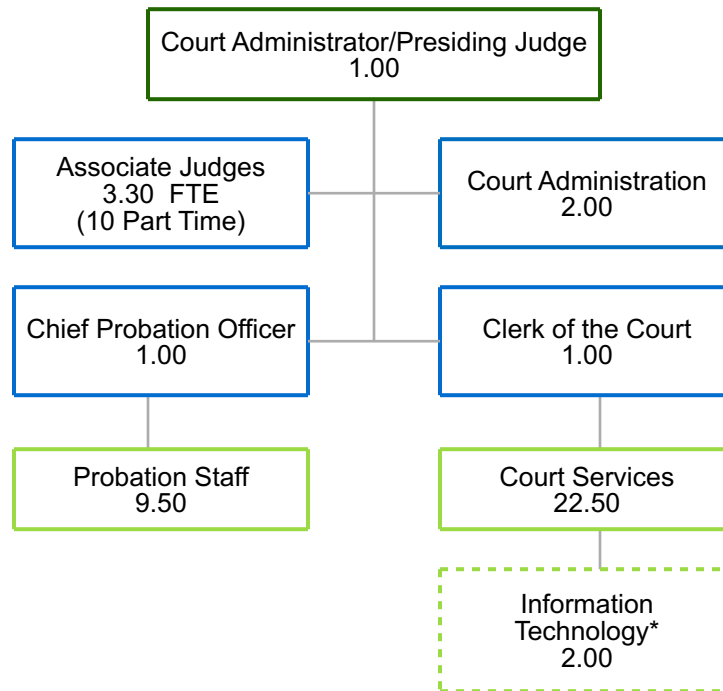 Court Administrator/Presiding Judge
1.00
Associate Judges
3.30 FTE
(10 Part Time)
Court Administration
2.00
Chief Probation Officer
1.00
Clerk of the Court
1.00
Probation Staff
9.50
Court Services
22.50
Information
Technology*
2.00